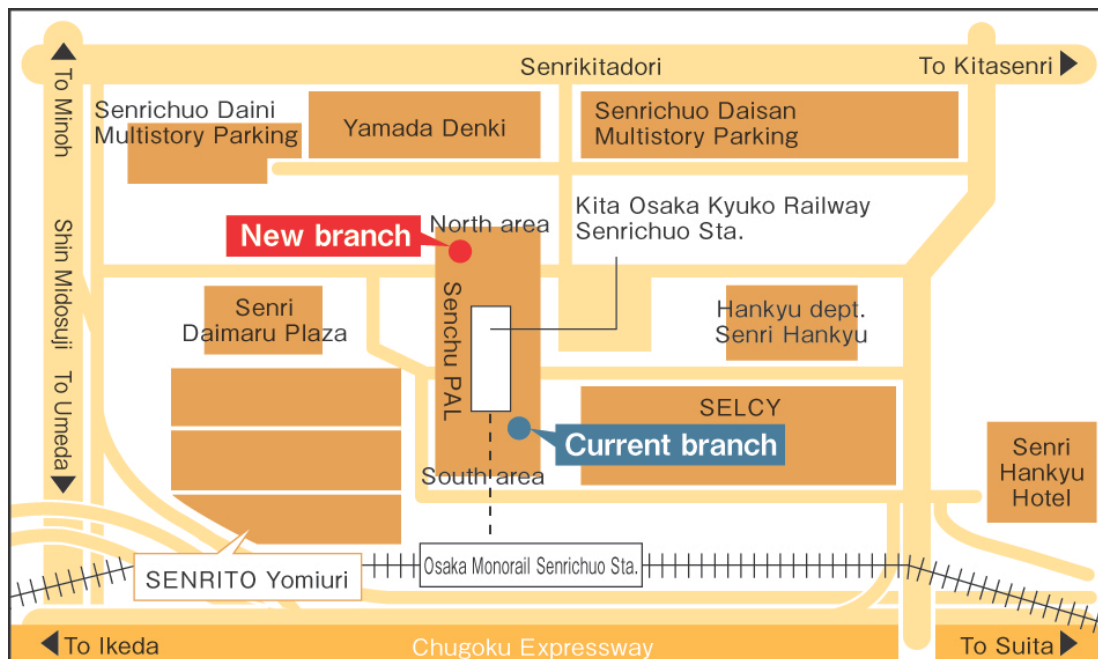 Senrikitadori
To Kitasenri
To Minoh
Shin Midosuji
To Umeda
Senrichuo Daini
Multistory Parking
Yamada Denki
Senrichuo Daisan
Multistory Parking
New branch
North area
Kita Osaka Kyuko Railway
Senrichuo Sta.
Senri
Daimaru Plaza
Senchu PAL
Hankyu dept.
Senri Hankyu
SELCY
Current branch
South area
Senri
Hankyu
Hotel
SENRITO Yomiuri
Osaka Monorail Senrichuo Sta.
To Ikeda
Chugoku Expressway
To Suita